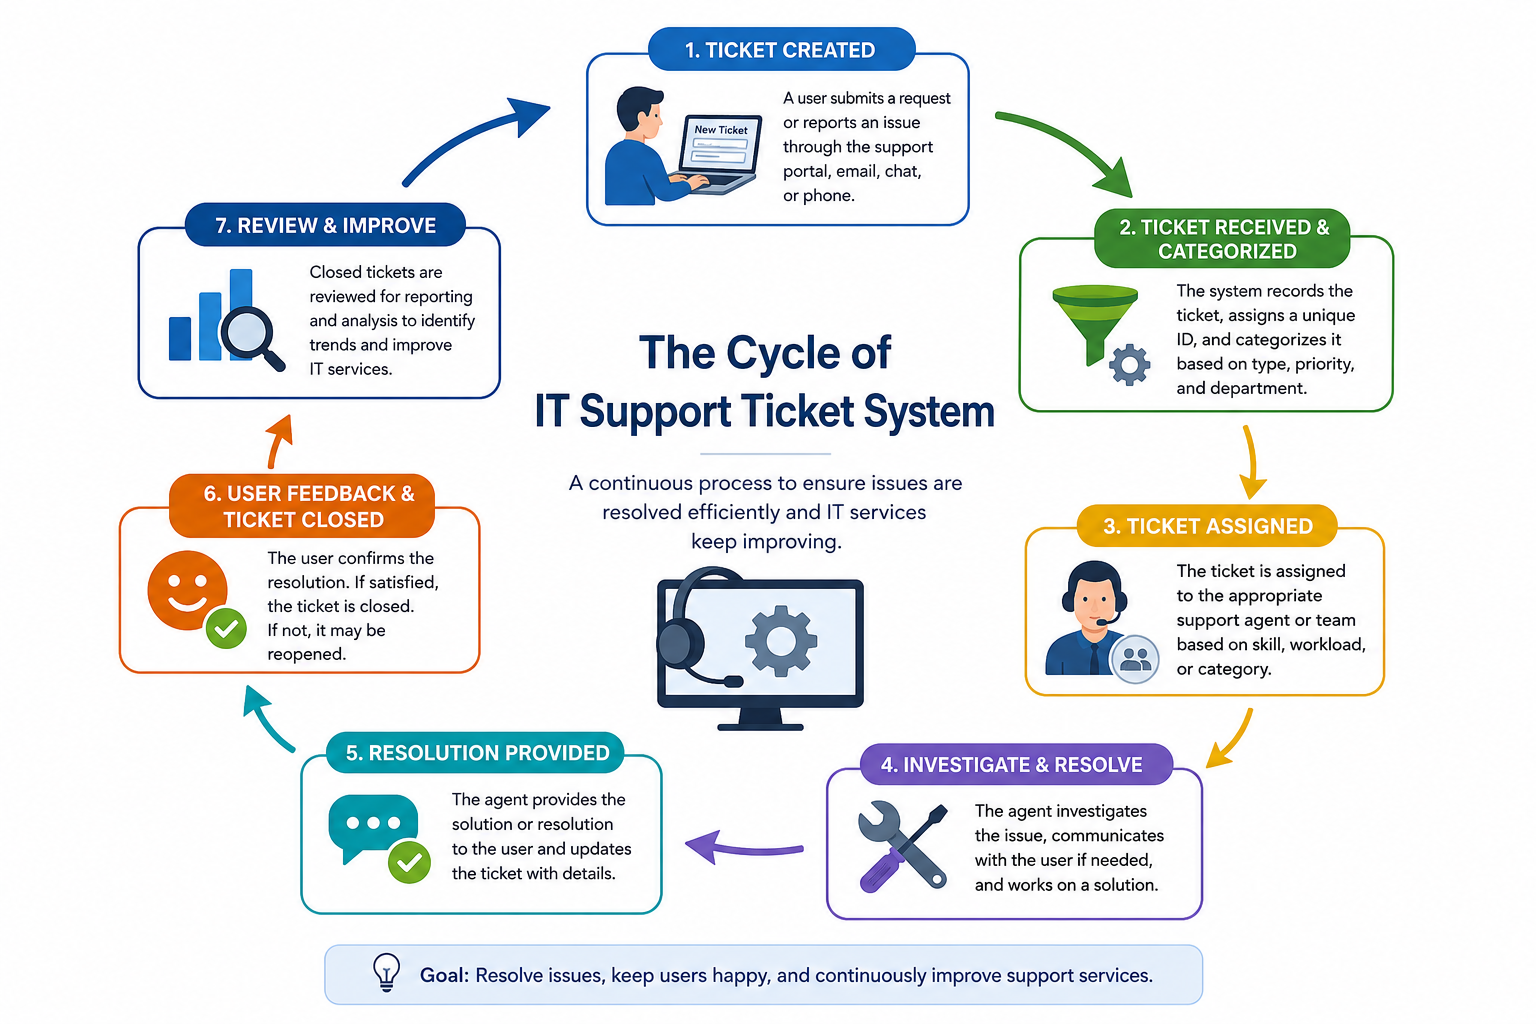 1. TICKET CREATED
New Ticket
A user submits a request
or reports an issue
through the support
portal, email, chat,
or phone.
2. TICKET RECEIVED &
CATEGORIZED
The system records the
ticket, assigns a unique
ID, and categorizes it
based on type, priority,
and department.
3. TICKET ASSIGNED
The ticket is assigned
to the appropriate
support agent or team
based on skill, workload,
or category.
4. INVESTIGATE & RESOLVE
The agent investigates
the issue, communicates
with the user if needed,
and works on a solution.
5. RESOLUTION PROVIDED
The agent provides the
solution or resolution
to the user and updates
the ticket with details.
6. USER FEEDBACK &
TICKET CLOSED
The user confirms the
resolution. If satisfied,
the ticket is closed.
If not, it may be
reopened.
7. REVIEW & IMPROVE
Closed tickets are
reviewed for reporting
and analysis to identify
trends and improve
IT services.
The Cycle of
IT Support Ticket System
A continuous process to ensure issues are
resolved efficiently and IT services
keep improving.
Goal: Resolve issues, keep users happy, and continuously improve support services.